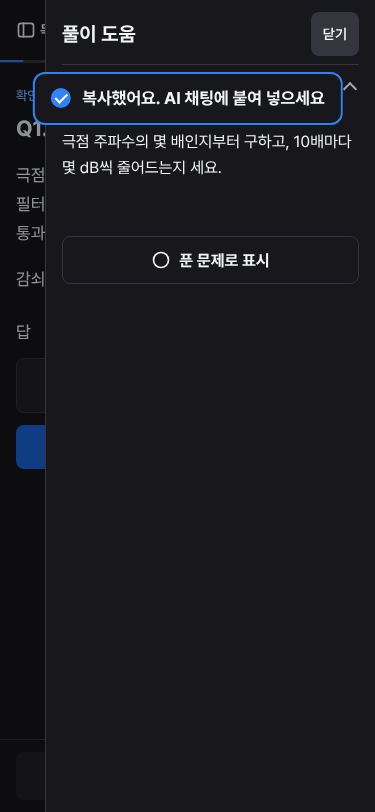 풀이 도움
닫기
복사했어요. AI 채팅에 붙여 넣으세요
확인
Q1.
극점 주파수의 몇 배인지부터 구하고, 10배마다
몇 dB씩 줄어드는지 세요.
극점
필터
통과
푼 문제로 표시
감쇠
답